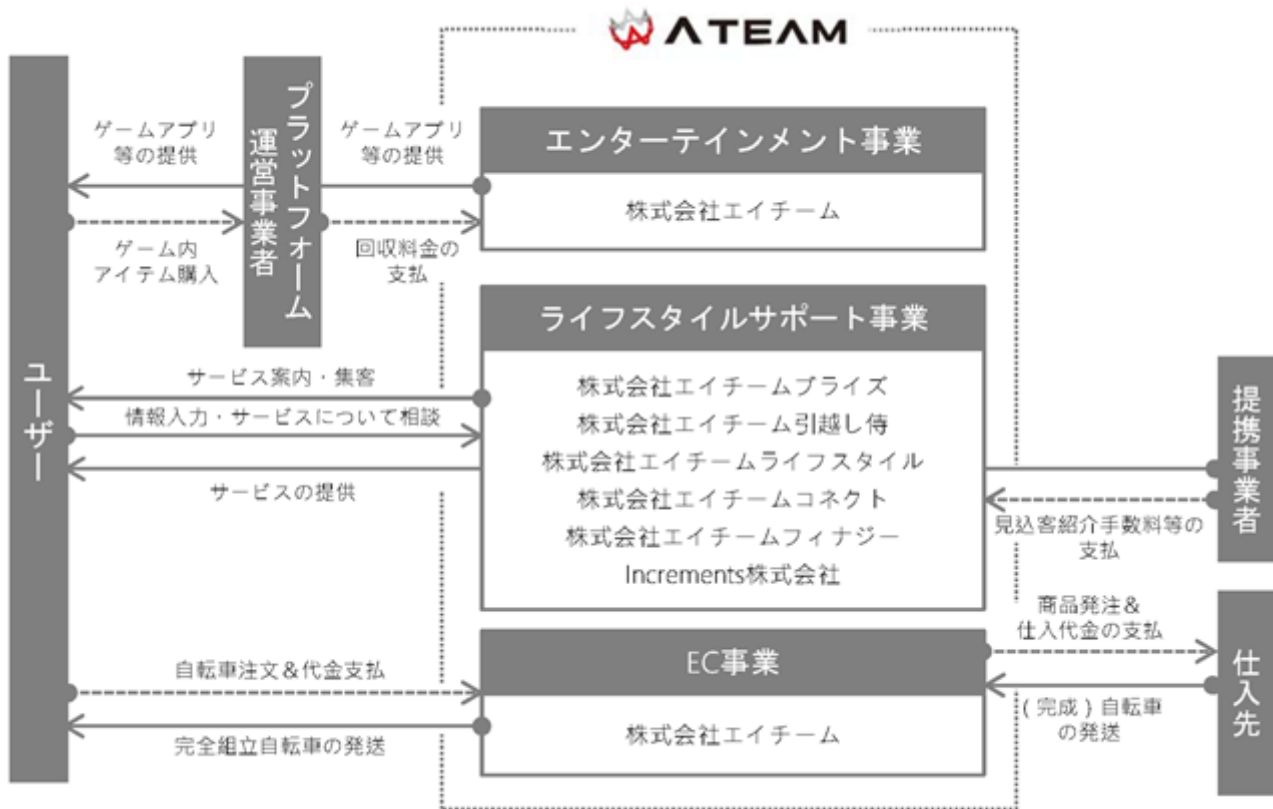 ATEAM
ユーザー
プラットフォーム
運営事業者
ゲームアプリ
等の提供
ゲームアプリ
等の提供
ゲーム内
アイテム購入
回収料金の
支払
エンターテインメント事業
株式会社エイチーム
ライフスタイルサポート事業
株式会社エイチームブライズ
株式会社エイチーム引越し侍
株式会社エイチームライフスタイル
株式会社エイチームコネクト
株式会社エイチームフィナジー
Increments株式会社
サービス案内・集客
情報入力・サービスについて相談
サービスの提供
提携事業者
見込客紹介手数料等の
支払
EC事業
株式会社エイチーム
自転車注文&代金支払
完全組立自転車の発送
商品発注&
仕入代金の支払
(完成)自転車
の発送
仕入先